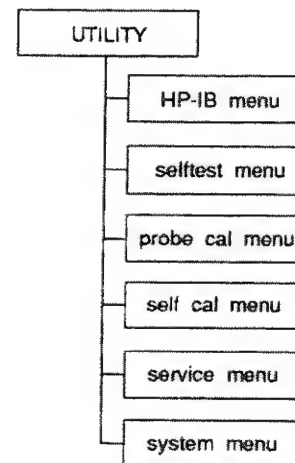 UTILITY
HP-IB menu
selftest menu
probe cal menu
self cal menu
service menu
system menu